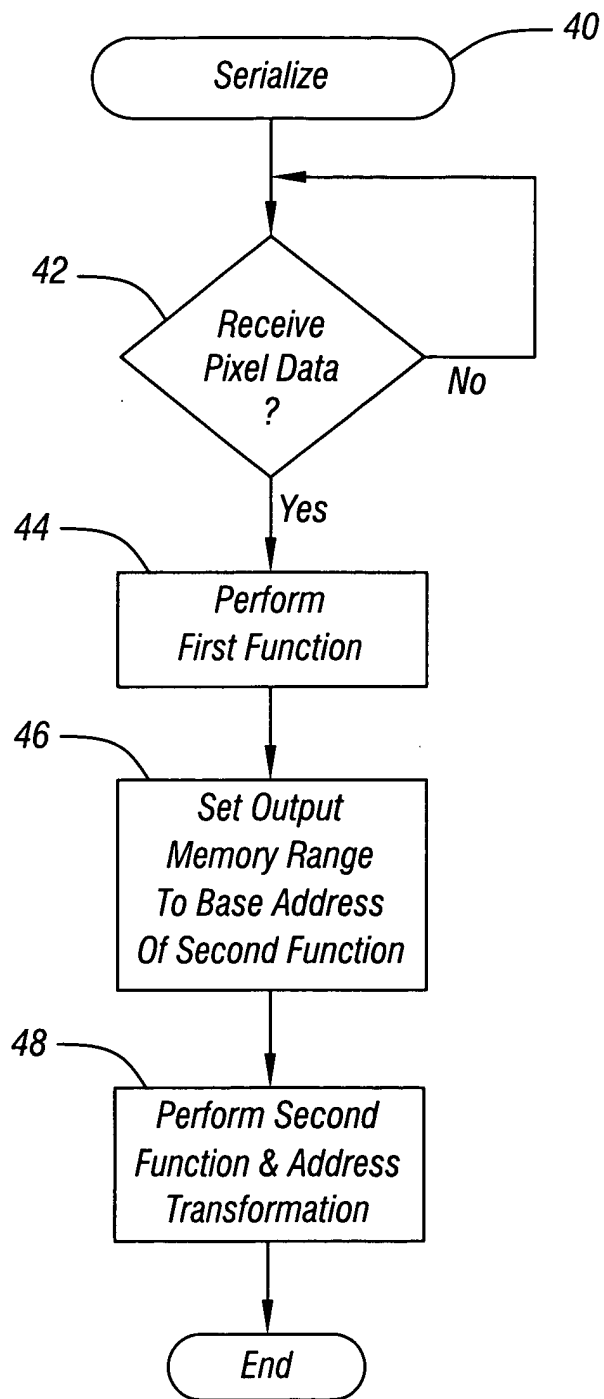 40
Serialize
42
Receive
Pixel Data
?
No
Yes
44
Perform
First Function
46
Set Output
Memory Range
To Base Address
Of Second Function
48
Perform Second
Function & Address
Transformation
End